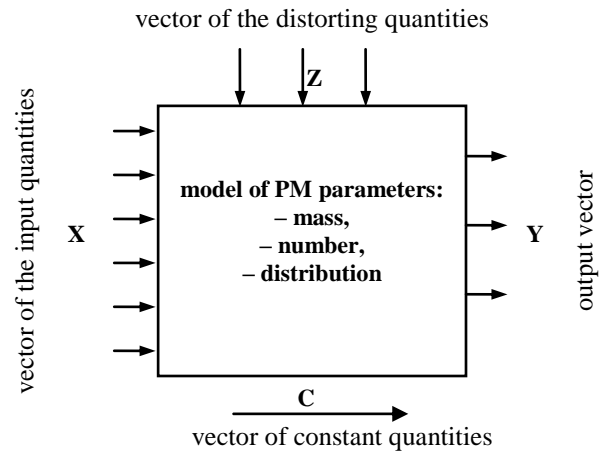 vector of the distorting quantities
Z
vector of the input quantities
X
model of PM parameters:
– mass,
– number,
– distribution
Y
output vector
C
vector of constant quantities